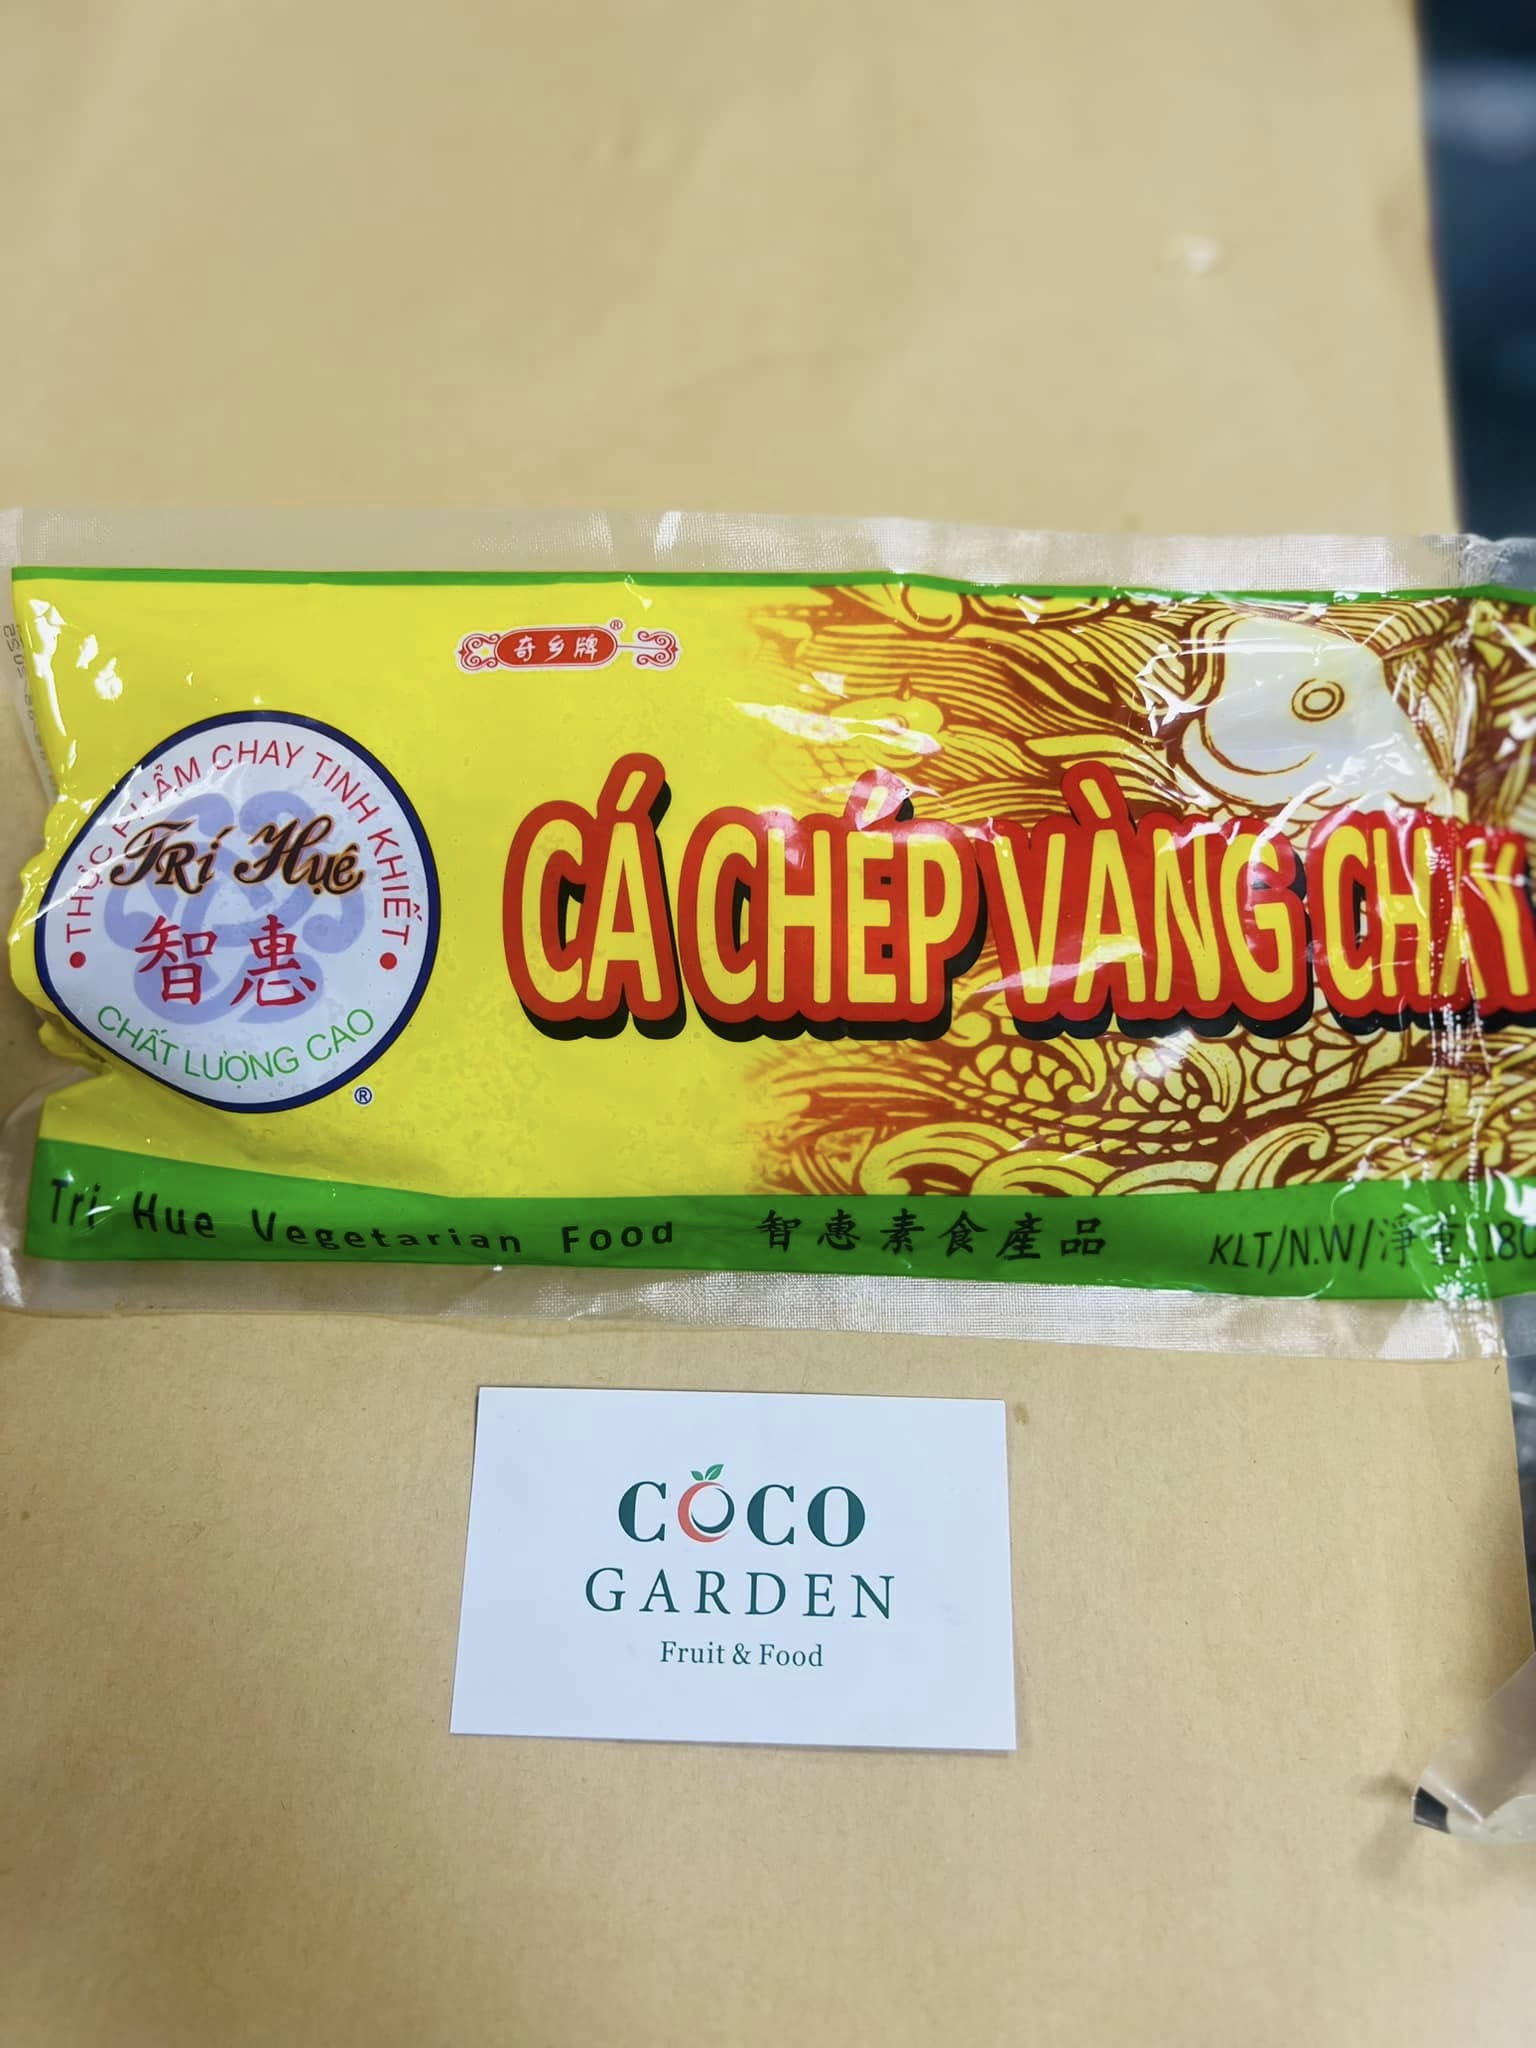 奇乡牌®
THỰC PHẨM CHAY TINH KHIẾT
Trí Huệ
智惠
CHẤT LƯỢNG CAO
®
CÁ CHÉP VÀNG CHAY
Tri Hue Vegetarian Food 智惠素食產品 KLT/N.W/淨重
COCO
GARDEN
Fruit & Food